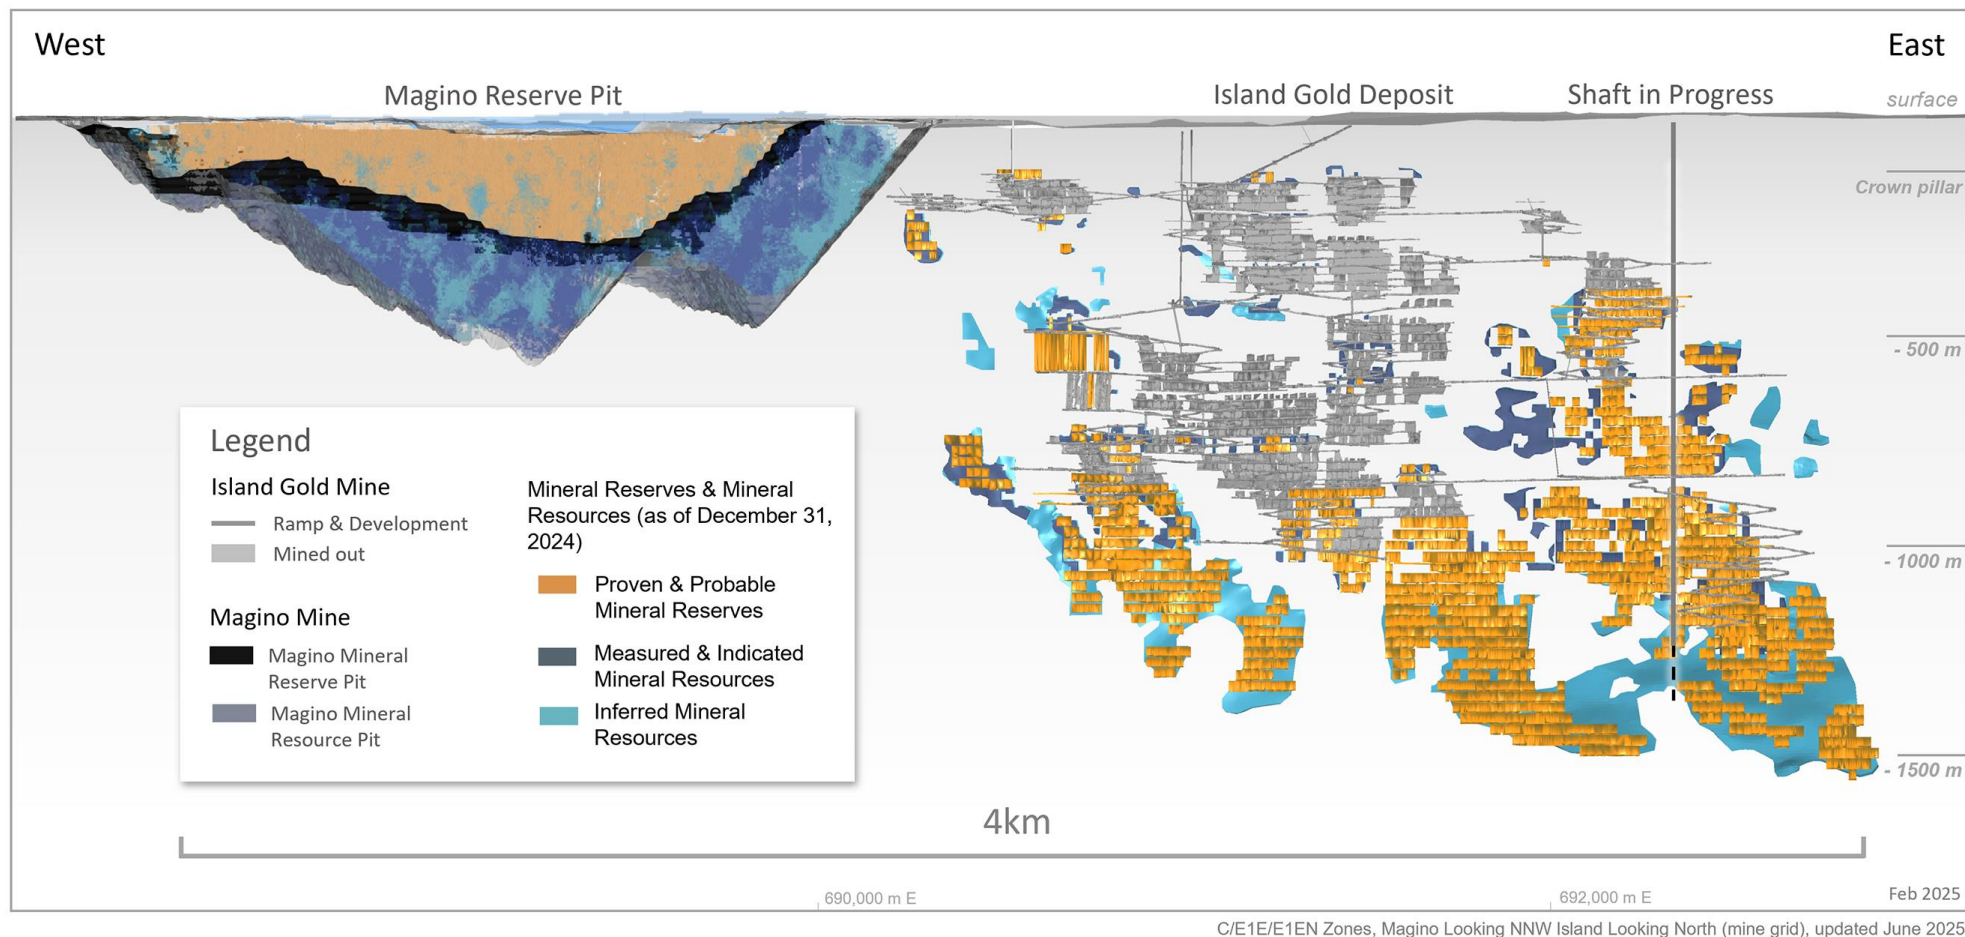 West
East
Magino Reserve Pit
Island Gold Deposit
Shaft in Progress
surface
Crown pillar
- 500 m
- 1000 m
- 1500 m
Legend
Island Gold Mine
Ramp & Development
Mined out
Magino Mine
Magino Mineral
Reserve Pit
Magino Mineral
Resource Pit
Mineral Reserves & Mineral
Resources (as of December 31,
2024)
Proven & Probable
Mineral Reserves
Measured & Indicated
Mineral Resources
Inferred Mineral
Resources
4km
690,000 m E
692,000 m E
Feb 2025
C/E1E/E1EN Zones, Magino Looking NNW Island Looking North (mine grid), updated June 2025